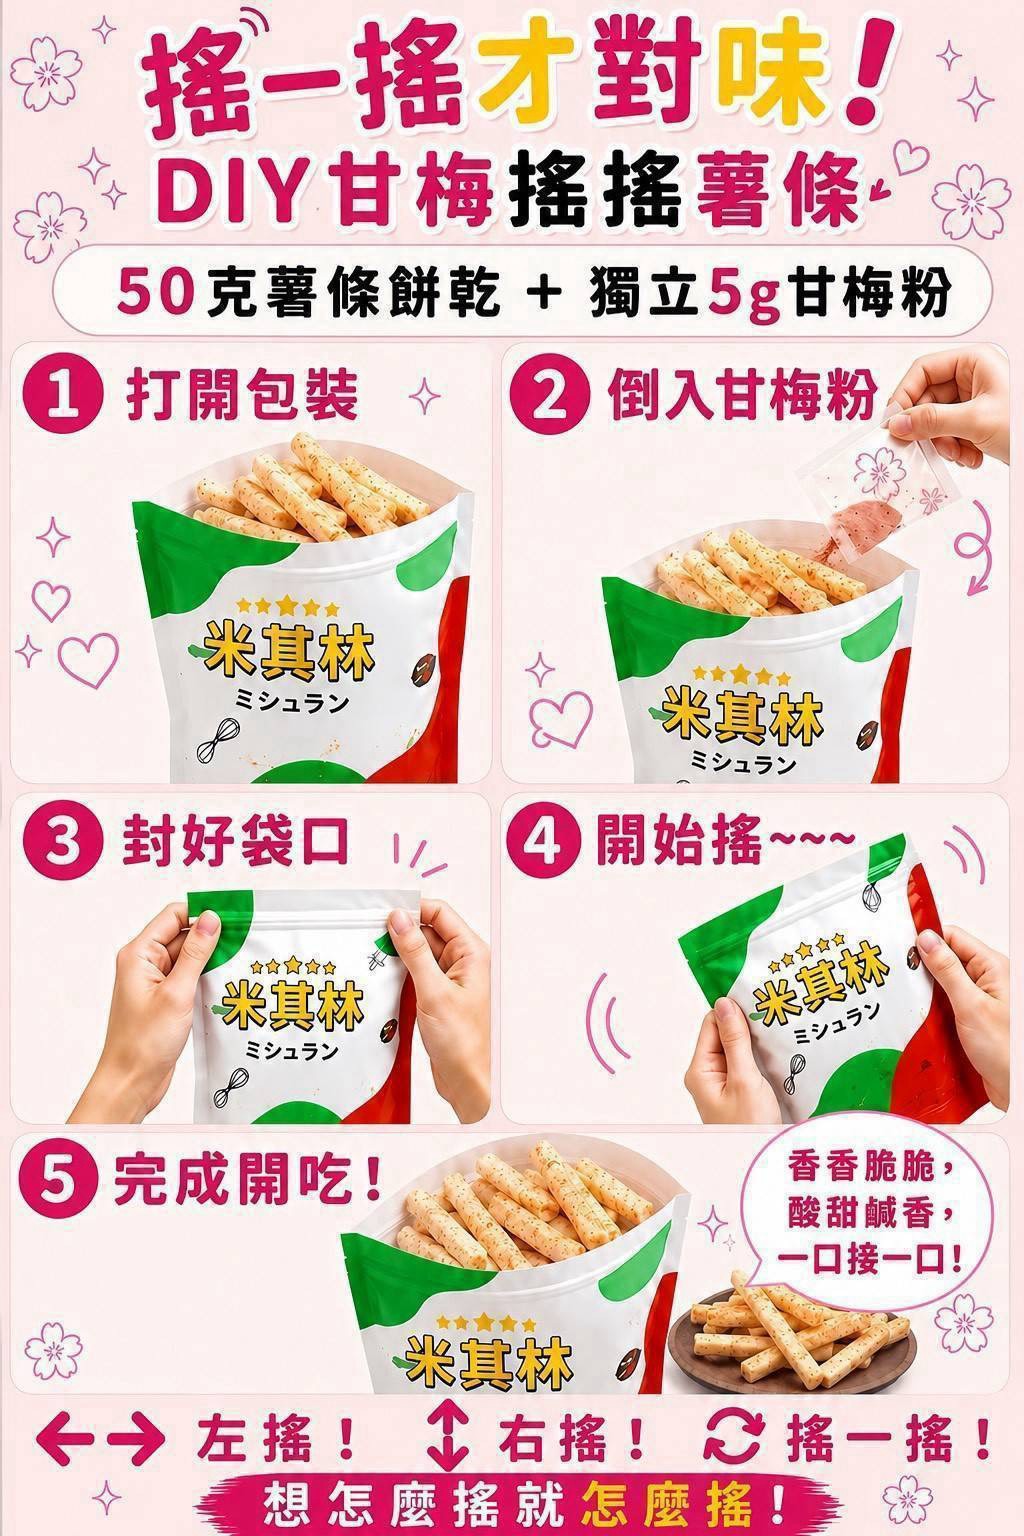 搖一搖才對味！
DIY甘梅搖搖薯條
50克薯條餅乾 + 獨立5g甘梅粉
1 打開包裝
米其林
ミシュラン
2 倒入甘梅粉
米其林
ミシュラン
3 封好袋口
米其林
ミシュラン
4 開始搖~~~
米其林
ミシュラン
5 完成開吃！
米其林
香香脆脆，
酸甜鹹香，
一口接一口！
左搖！ 右搖！ 搖一搖！
想怎麼搖就怎麼搖！